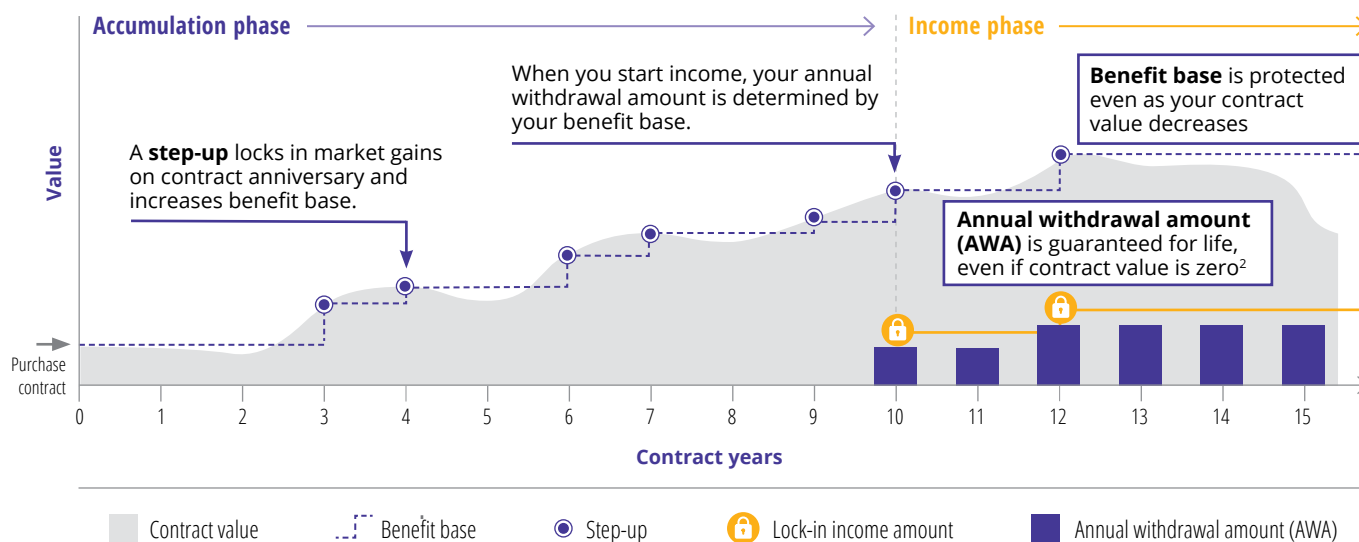 Accumulation phase
Income phase
When you start income, your annual
withdrawal amount is determined by
your benefit base.
Benefit base is protected
even as your contract
value decreases
A step-up locks in market gains
on contract anniversary and
increases benefit base.
Annual withdrawal amount
(AWA) is guaranteed for life,
even if contract value is zero²
Value
Purchase
contract
0 1 2 3 4 5 6 7 8 9 10 11 12 13 14 15
Contract years
Contract value
Benefit base
Step-up
Lock-in income amount
Annual withdrawal amount (AWA)